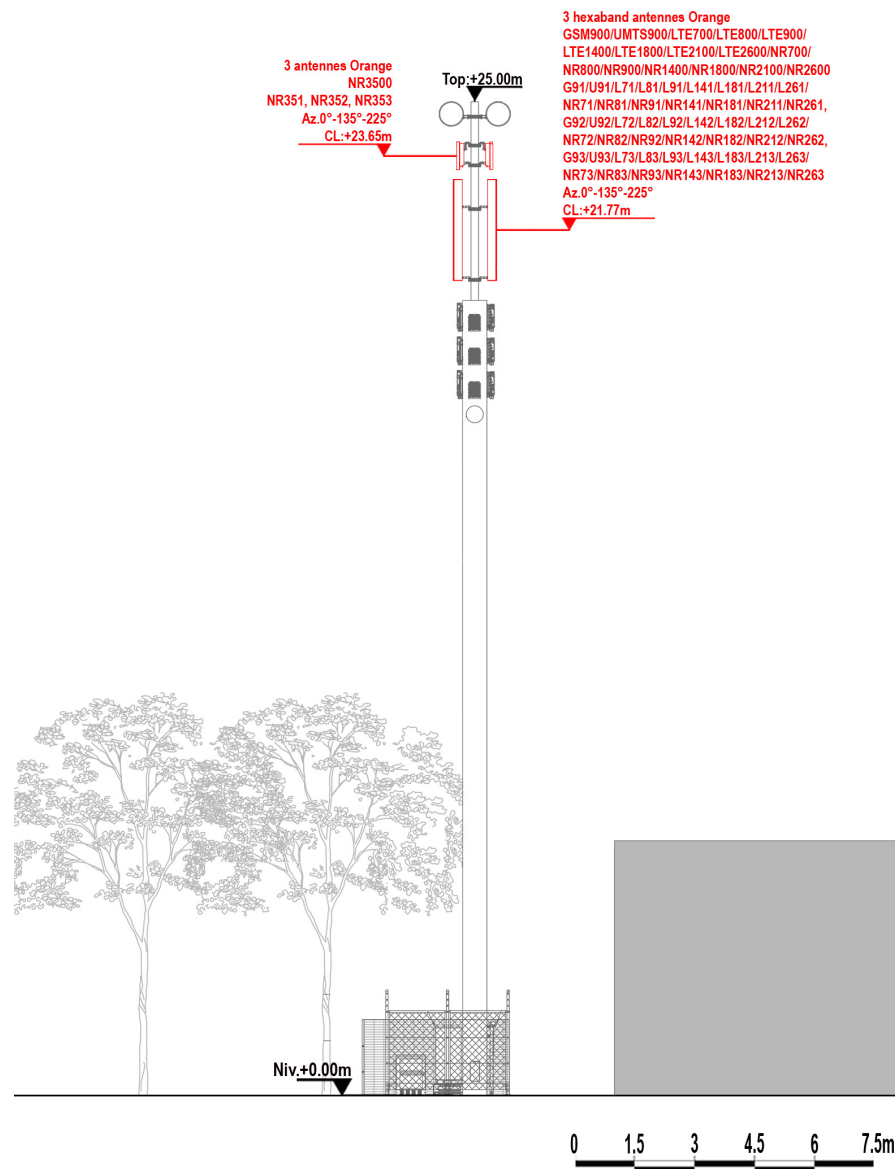 3 antennes Orange
NR3500
NR351, NR352, NR353
Az.0°-135°-225°
CL:+23.65m
Top:+25.00m
3 hexaband antennes Orange
GSM900/UMTS900/LTE700/LTE800/LTE900/
LTE1400/LTE1800/LTE2100/LTE2600/NR700/
NR800/NR900/NR1400/NR1800/NR2100/NR2600
G91/U91/L71/L81/L91/L141/L181/L211/L261/
NR71/NR81/NR91/NR141/NR181/NR211/NR261,
G92/U92/L72/L82/L92/L142/L182/L212/L262/
NR72/NR82/NR92/NR142/NR182/NR212/NR262,
G93/U93/L73/L83/L93/L143/L183/L213/L263/
NR73/NR83/NR93/NR143/NR183/NR213/NR263
Az.0°-135°-225°
CL:+21.77m
Niv.+0.00m
0 1.5 3 4.5 6 7.5m